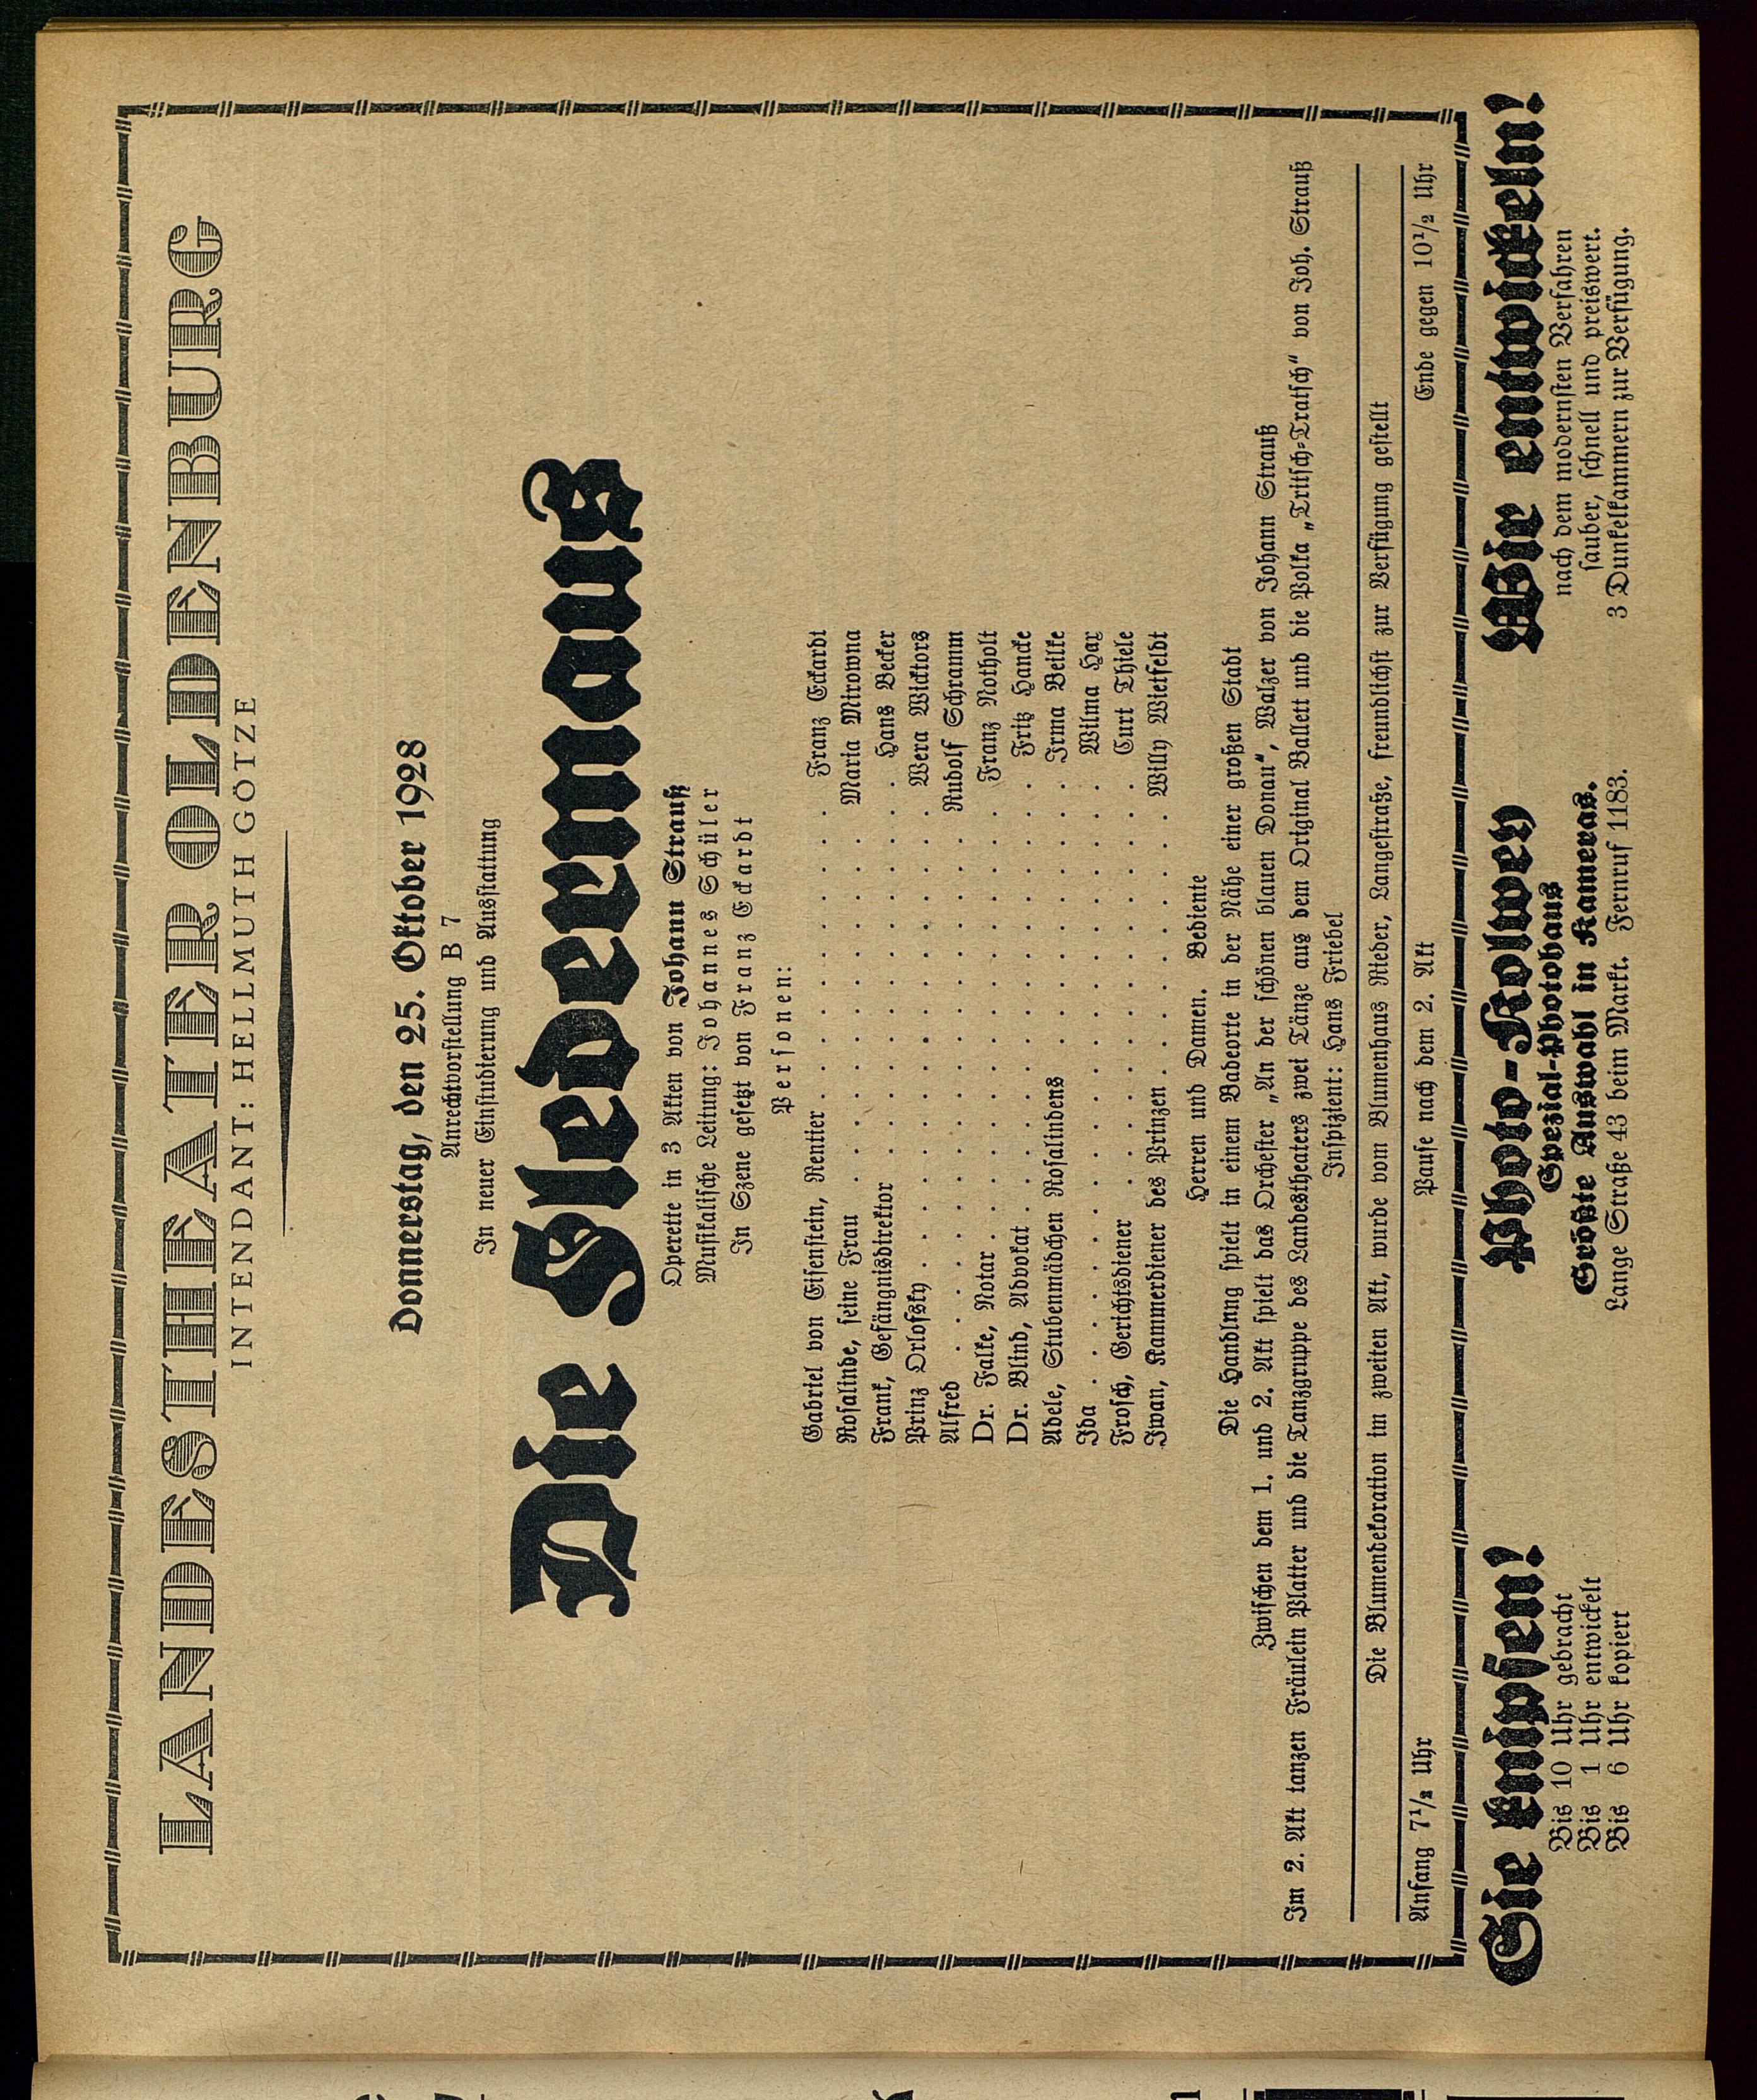 LANDESTHEATER OLDENBURG
INTENDANT: HELLMUTH GÖTZE
Donnerstag, den 25. Oktober 1928
Anrechtvorstellung B 7
In neuer Einstudierung und Ausstattung
Die Fledermaus
Operette in 3 Akten von Johann Strauß
Musikalische Leitung: Johannes Schüler
In Szene gesetzt von Franz Eckardt
Personen:
Gabriel von Eisenstein, Rentier . . . . . . . . . . Franz Eckardt
Rosalinde, seine Frau . . . . . . . . . . . . . Maria Mirowna
Frank, Gefängnisdirektor . . . . . . . . . . . . . Hans Becker
Prinz Orlofsky . . . . . . . . . . . . . . . . Wera Wicktors
Alfred . . . . . . . . . . . . . . . . . . Rudolf Schramm
Dr. Falke, Notar . . . . . . . . . . . . . . . Franz Notholt
Dr. Blind, Advokat . . . . . . . . . . . . . . . Fritz Hancke
Adele, Stubenmädchen Rosalindens . . . . . . . . . Irma Beilke
Ida . . . . . . . . . . . . . . . . . . . . Wilma Hax
Frosch, Gerichtsdiener . . . . . . . . . . . . . . Curt Thiele
Iwan, Kammerdiener des Prinzen . . . . . . . . . Willy Wietfeldt
Herren und Damen. Bediente
Die Handlung spielt in einem Badeorte in der Nähe einer großen Stadt
Zwischen dem 1. und 2. Akt spielt das Orchester „An der schönen blauen Donau“, Walzer von Johann Strauß
Im 2. Akt tanzen Fräulein Platter und die Tanzgruppe des Landestheaters zwei Tänze aus dem Original Ballett und die Polka „Tritsch-Tratsch“ von Joh. Strauß
Inspizient: Hans Friebel
Die Blumendekoration im zweiten Akt, wurde vom Blumenhaus Rieder, Langestraße, freundlichst zur Verfügung gestellt
Anfang 7¹/₂ Uhr Pause nach dem 2. Akt Ende gegen 10¹/₂ Uhr
Sie knipsen!
Bis 10 Uhr gebracht
Bis 1 Uhr entwickelt
Bis 6 Uhr kopiert
Photo-Kolwey
Spezial-Photohaus
Größte Auswahl in Kameras.
Lange Straße 43 beim Markt. Fernruf 1183.
Wir entwickeln!
nach dem modernsten Verfahren
sauber, schnell und preiswert.
3 Dunkelkammern zur Verfügung.